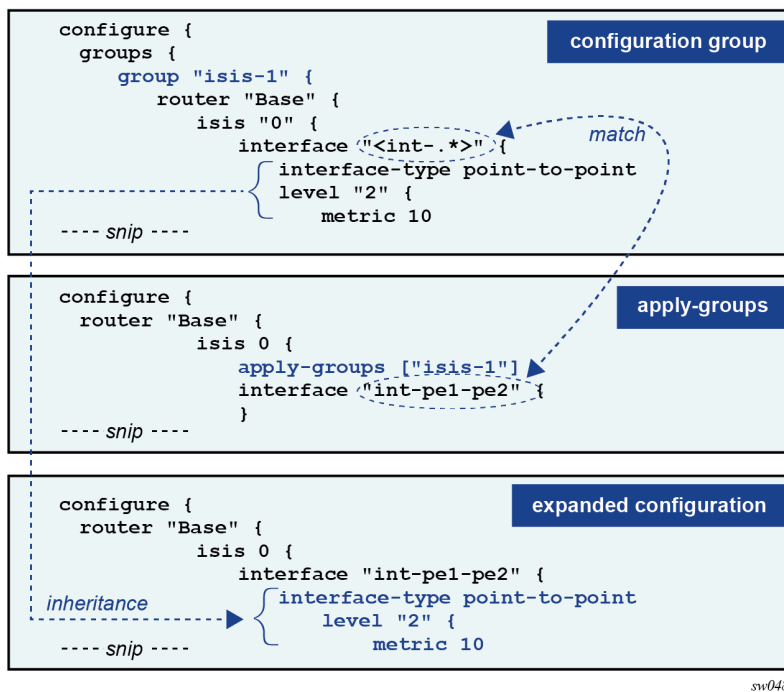 configure {
configuration group
groups {
group "isis-1" {
router "Base" {
isis "0" {
interface "<int-.*>" {
match
interface-type point-to-point
level "2" {
metric 10
---- snip ----
configure {
apply-groups
router "Base" {
isis 0 {
apply-groups ["isis-1"]
interface "int-pe1-pe2" {
}
---- snip ----
configure {
expanded configuration
router "Base" {
isis 0 {
interface "int-pe1-pe2" {
inheritance
interface-type point-to-point
level "2" {
metric 10
---- snip ----